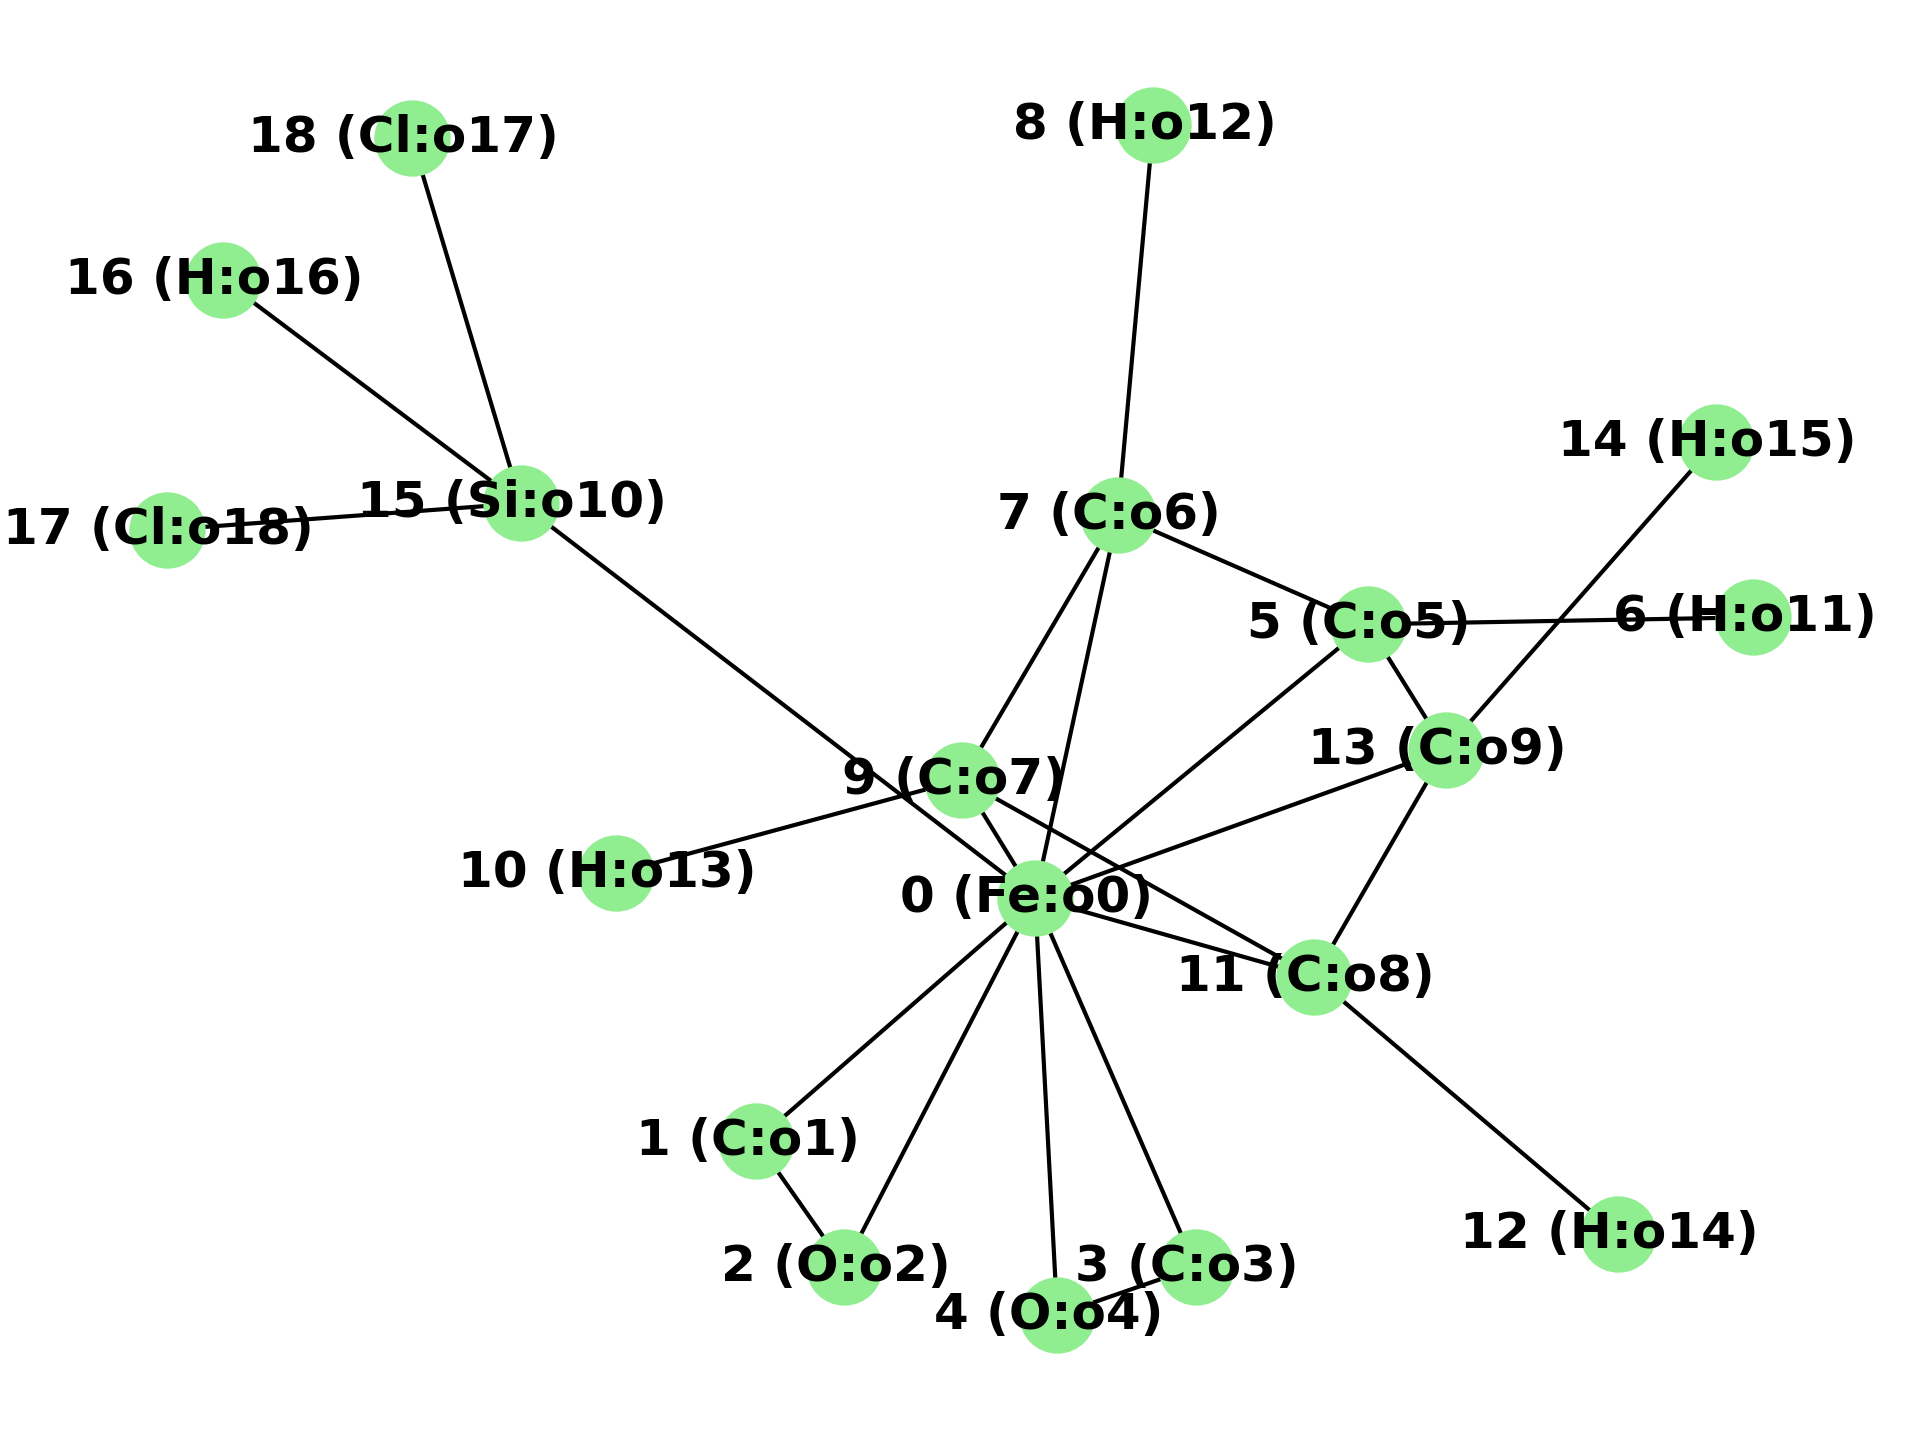 8 (H:o12)
18 (Cl:o17)
16 (H:o16)
14 (H:o15)
15 (Si:o10)
7 (C:o6)
17 (Cl:o18)
6 (H:o11)
5 (C:o5)
13 (C:o9)
9 (C:o7)
10 (H:o13)
0 (Fe:o0)
11 (C:o8)
1 (C:o1)
12 (H:o14)
2 (O:o2)
3 (C:o3)
4 (O:o4)